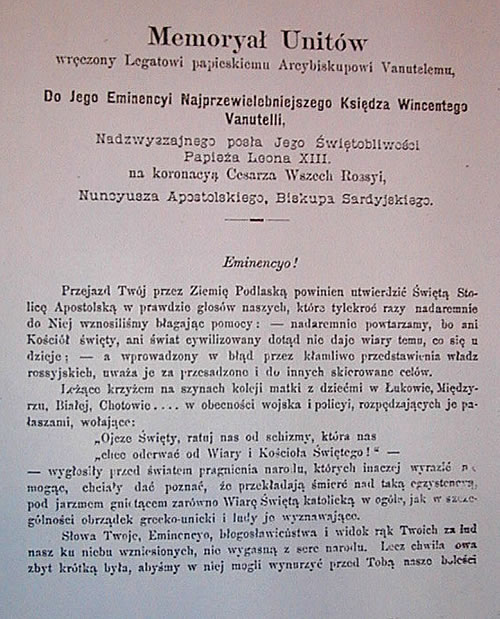 Memoryał Unitów
wręczony Legatowi papieskiemu Arcybiskupowi Vanutelemu,
Do Jego Eminencyi Najprzewielebniejszego Księdza Wincentego
Vanutelli,
Nadzwyszajnego posła Jego Świętobliwości
Papieża Leona XIII.
na koronacyą Cesarza Wszech Rossyi,
Nuncyusza Apostolskiego, Biskupa Sardyjskiego.
Eminencyo!
Przejazd Twój przez Ziemię Podlaską powinien utwierdzić Świętą Sto-
licę Apostolską w prawdzie głosów naszych, które tylekroć razy nadaremnie
do Niej wznosiliśmy błagając pomocy: — nadaremnie powtarzamy, bo ani
Kościół święty, ani świat cywilizowany dotąd nie daje wiary temu, co się u
dzieje; — a wprowadzony w błąd przez kłamliwe przedstawienia władz
rossyjskich, uważa je za przesadzone i do innych skierowane celów.
Leżące krzyżem na szynach kolei matki z dziećmi w Łukowie, Między-
rzu, Białej, Chotowie .... w obecności wojska i policyi, rozpędzających je pa-
łaszami, wołające:
„Ojcze Święty, ratuj nas od schizmy, która nas
„chce oderwać od Wiary i Kościoła Świętego!" —
— wygłosiły przed światem pragnienia narodu, których inaczej wyrazić nie
mogąc, chciały dać poznać, że przekładają śmierć nad taką egzystencyą,
pod jarzmem gniotącem zarówno Wiarę Świętą katolicką w ogóle, jak w szcze-
gólności obrządek grecko-unicki i ludy je wyznawające.
Słowa Twoje, Eminencyo, błogosławieństwa i widok rąk Twoich za lud
nasz ku niebu wzniesionych, nie wygasną z serc narodu. Lecz chwila owa
zbyt krótką była, abyśmy w niej mogli wynurzyć przed Tobą nasze boleści